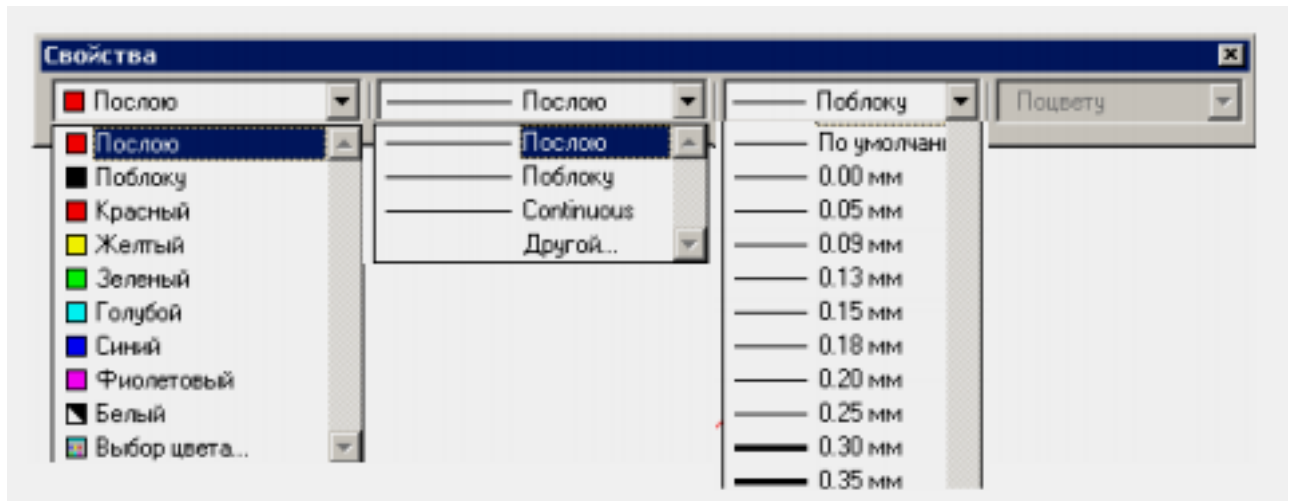 Свойства
Послою
Послою
Поблоку
Поцвету
Послою
Поблоку
Красный
Желтый
Зеленый
Голубой
Синий
Фиолетовый
Белый
Выбор цвета...
Послою
Поблоку
Continuous
Другой...
По умолчани
0.00 мм
0.05 мм
0.09 мм
0.13 мм
0.15 мм
0.18 мм
0.20 мм
0.25 мм
0.30 мм
0.35 мм